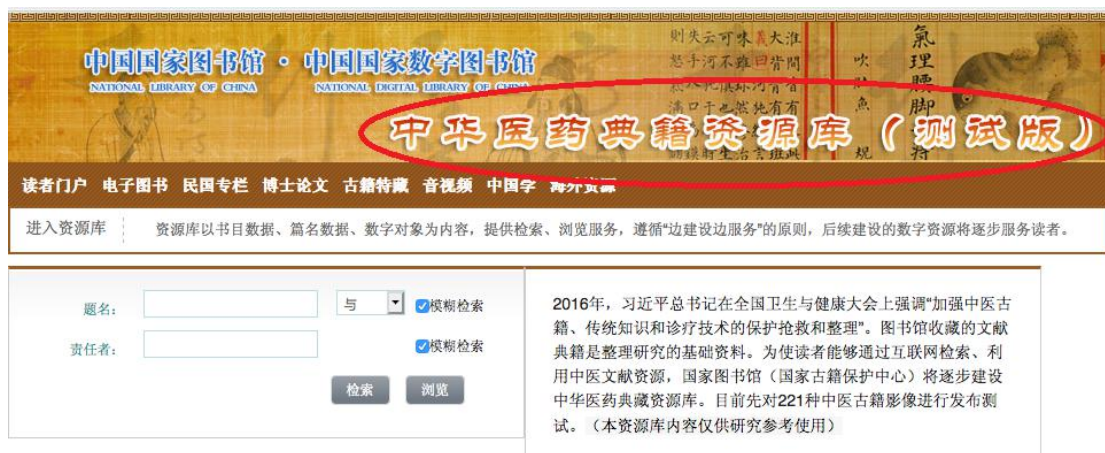 中国国家图书馆 · 中国国家数字图书馆
NATIONAL LIBRARY OF CHINA NATIONAL DIGITAL LIBRARY OF CHINA
中华医药典籍资源库（测试版）
读者门户 电子图书 民国专栏 博士论文 古籍特藏 音视频 中国学 海外资源
进入资源库 资源库以书目数据、篇名数据、数字对象为内容，提供检索、浏览服务，遵循“边建设边服务”的原则，后续建设的数字资源将逐步服务读者。
题名： 与 模糊检索
责任者： 模糊检索
检索 浏览
2016年，习近平总书记在全国卫生与健康大会上强调“加强中医古
籍、传统知识和诊疗技术的保护抢救和整理”。图书馆收藏的文献
典籍是整理研究的基础资料。为使读者能够通过互联网检索、利
用中医文献资源，国家图书馆（国家古籍保护中心）将逐步建设
中华医药典藏资源库。目前先对221种中医古籍影像进行发布测
试。（本资源库内容仅供研究参考使用）